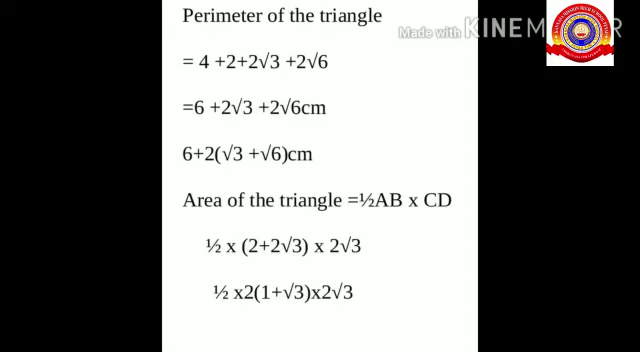 Perimeter of the triangle
Made with KINEMASTER
= 4 +2+2√3 +2√6
=6 +2√3 +2√6cm
6+2(√3 +√6)cm
Area of the triangle =½AB x CD
½ x (2+2√3) x 2√3
½ x2(1+√3)x2√3